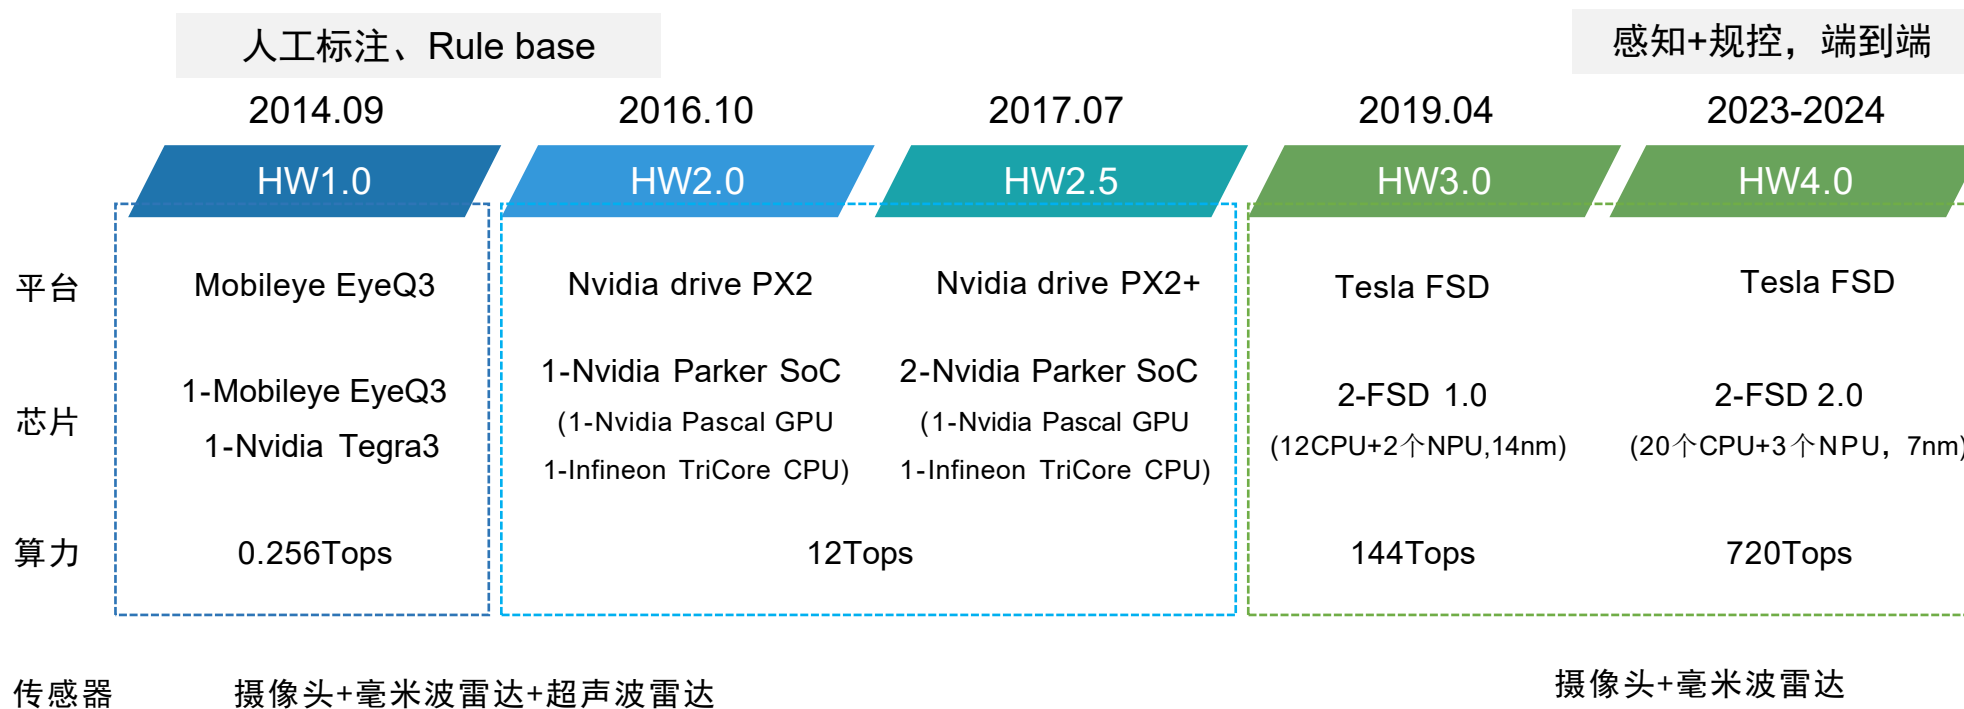 人工标注、Rule base
感知+规控，端到端
2014.09 2016.10 2017.07 2019.04 2023-2024
HW1.0 HW2.0 HW2.5 HW3.0 HW4.0
平台 Mobileye EyeQ3 Nvidia drive PX2 Nvidia drive PX2+ Tesla FSD Tesla FSD
芯片
1-Mobileye EyeQ3
1-Nvidia Tegra3
1-Nvidia Parker SoC
(1-Nvidia Pascal GPU
1-Infineon TriCore CPU)
2-Nvidia Parker SoC
(1-Nvidia Pascal GPU
1-Infineon TriCore CPU)
2-FSD 1.0
(12CPU+2个NPU,14nm)
2-FSD 2.0
(20个CPU+3个NPU，7nm)
算力 0.256Tops 12Tops 144Tops 720Tops
传感器 摄像头+毫米波雷达+超声波雷达 摄像头+毫米波雷达